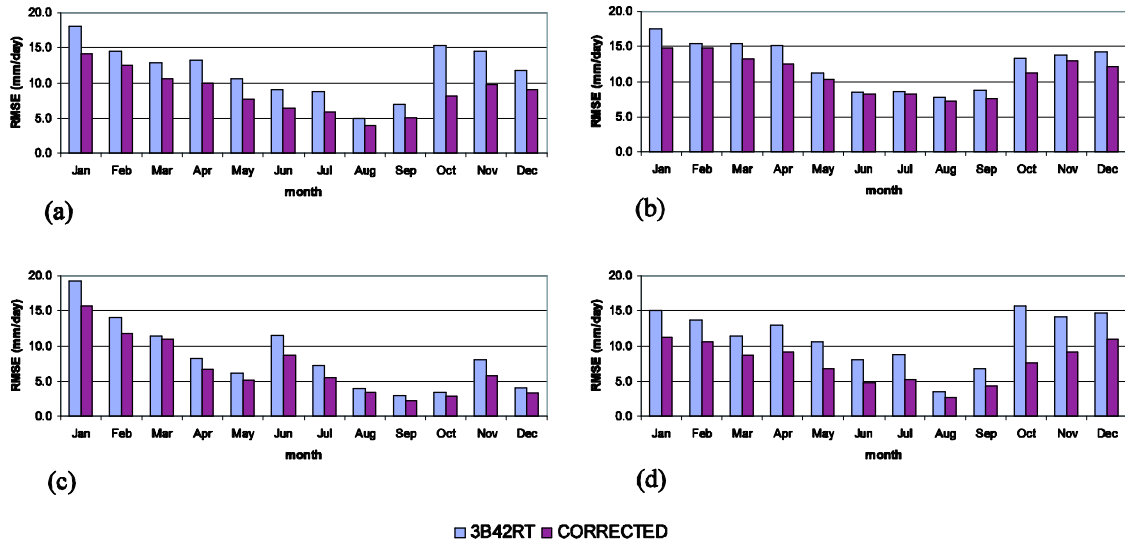 20.0
15.0
10.0
5.0
0.0
RMSE (mm/day)
Jan Feb Mar Apr May Jun Jul Aug Sep Oct Nov Dec
month
(a)
20.0
15.0
10.0
5.0
0.0
RMSE (mm/day)
Jan Feb Mar Apr May Jun Jul Aug Sep Oct Nov Dec
month
(b)
20.0
15.0
10.0
5.0
0.0
RMSE (mm/day)
Jan Feb Mar Apr May Jun Jul Aug Sep Oct Nov Dec
month
(c)
20.0
15.0
10.0
5.0
0.0
RMSE (mm/day)
Jan Feb Mar Apr May Jun Jul Aug Sep Oct Nov Dec
month
(d)
3B42RT CORRECTED